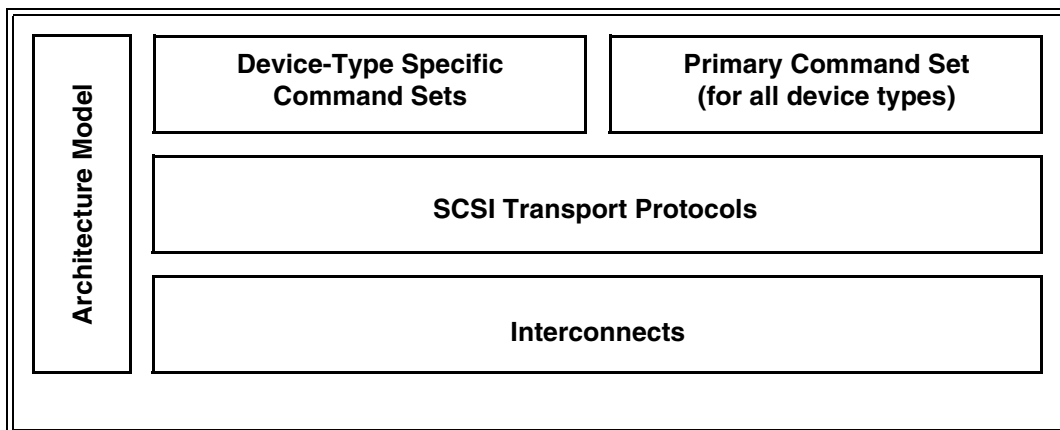 Architecture Model
Device-Type Specific
Command Sets
Primary Command Set
(for all device types)
SCSI Transport Protocols
Interconnects